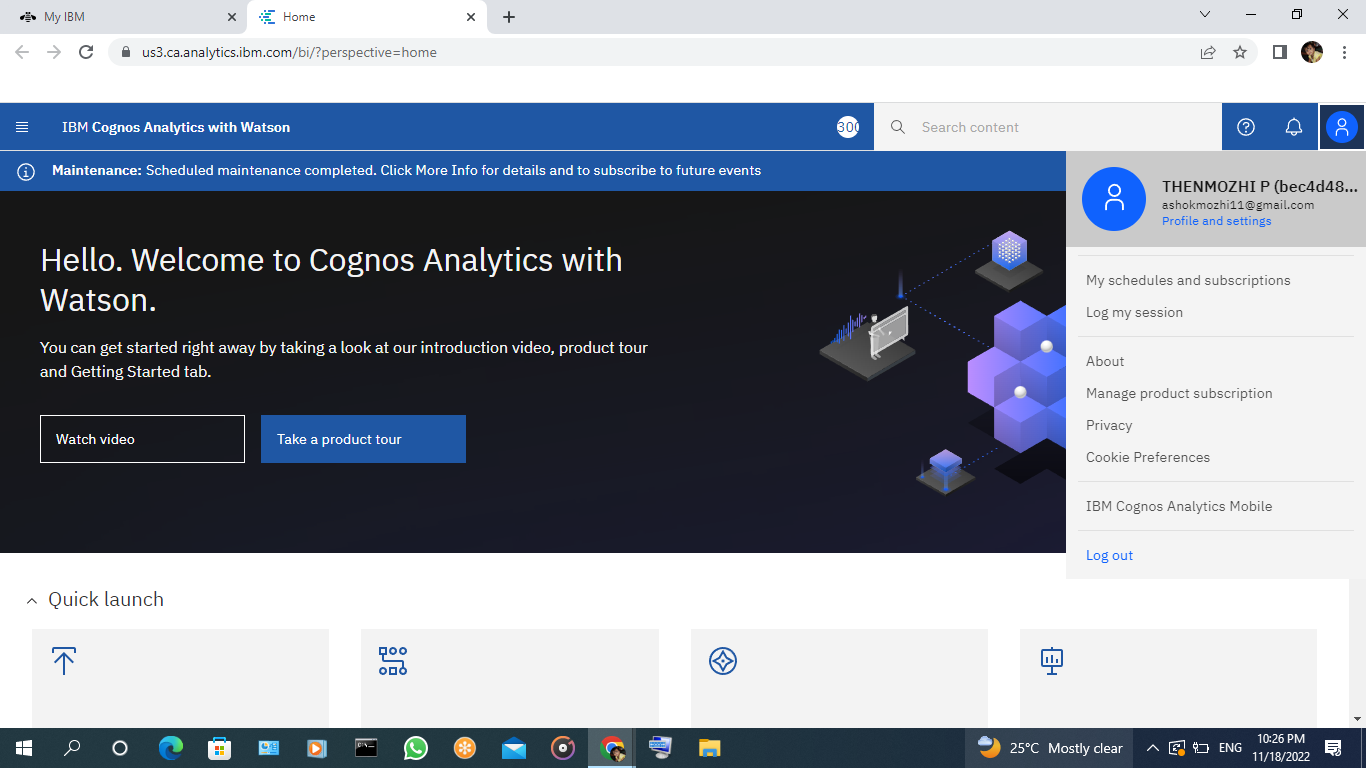 My IBM
Home
us3.ca.analytics.ibm.com/bi/?perspective=home
IBM Cognos Analytics with Watson
300
Search content
Maintenance: Scheduled maintenance completed. Click More Info for details and to subscribe to future events
THENMOZHI P (bec4d48...
ashokmozhi11@gmail.com
Profile and settings
Hello. Welcome to Cognos Analytics with
Watson.
You can get started right away by taking a look at our introduction video, product tour
and Getting Started tab.
Watch video
Take a product tour
My schedules and subscriptions
Log my session
About
Manage product subscription
Privacy
Cookie Preferences
IBM Cognos Analytics Mobile
Log out
Quick launch
25°C Mostly clear
ENG
10:26 PM
11/18/2022